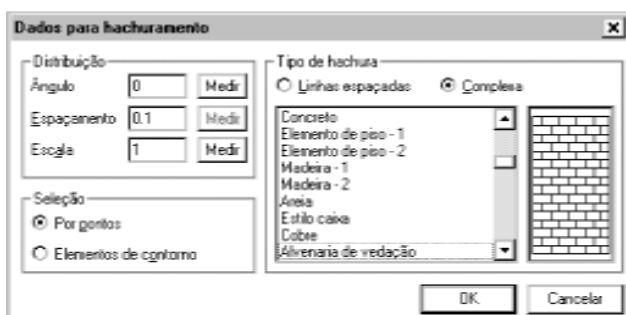 Dados para hachuramento
Distribuição
Ângulo 0 Medir
Espaçamento 0.1 Medir
Escala 1 Medir
Seleção
Por pontos
Elementos de contorno
Tipo de hachura
Linhas espaçadas Complexa
Concreto
Elemento de piso - 1
Elemento de piso - 2
Madeira - 1
Madeira - 2
Areia
Estilo caixa
Cobre
Alvenaria de vedação
OK Cancelar